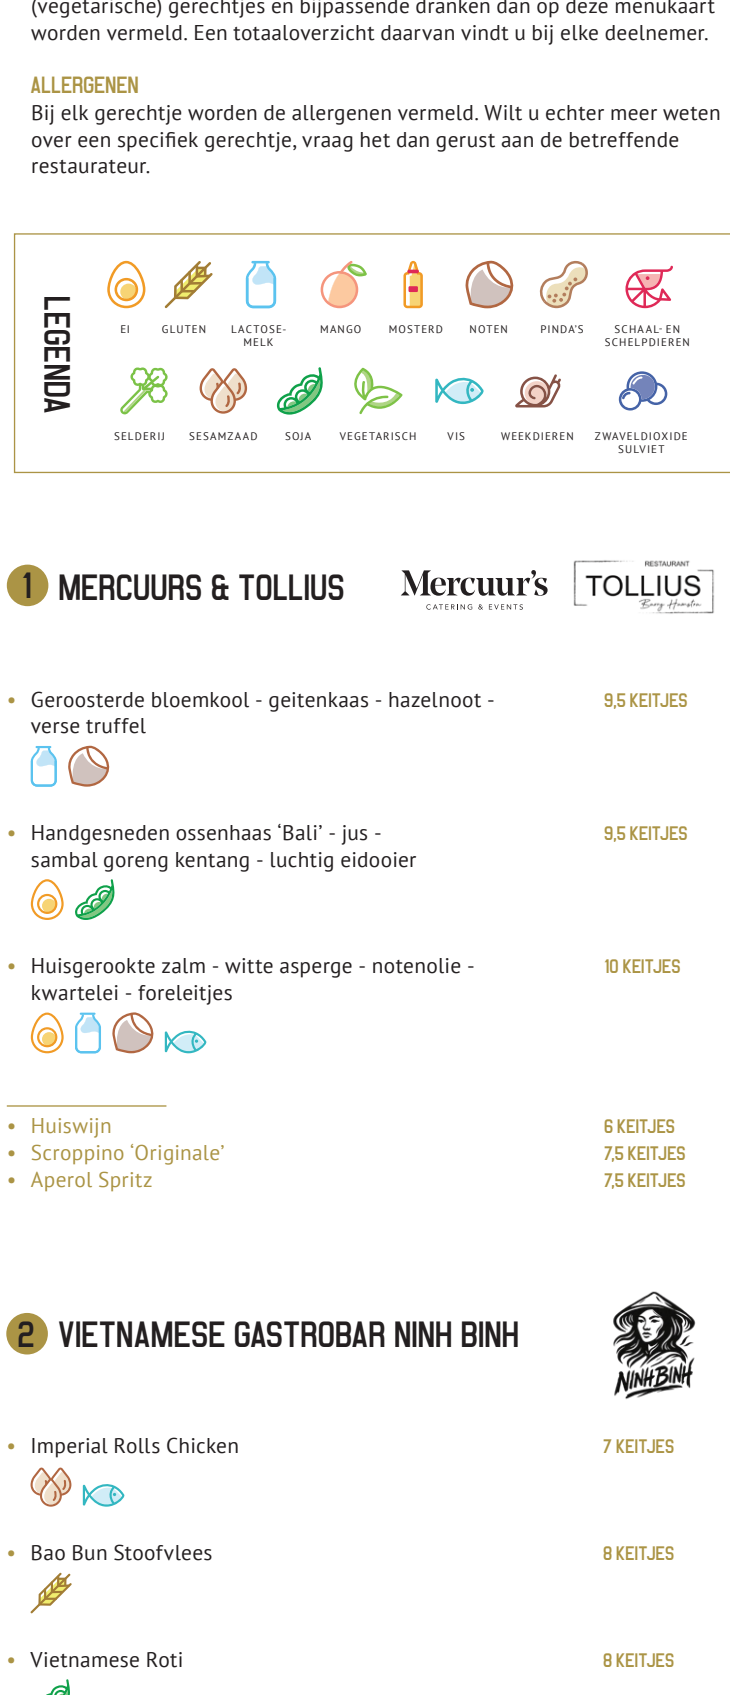 (vegetarische) gerechtjes en bijpassende dranken dan op deze menukaart
worden vermeld. Een totaaloverzicht daarvan vindt u bij elke deelnemer.
ALLERGENEN
Bij elk gerechtje worden de allergenen vermeld. Wilt u echter meer weten
over een specifiek gerechtje, vraag het dan gerust aan de betreffende
restaurateur.
LEGENDA
EI GLUTEN LACTOSE-MELK MANGO MOSTERD NOTEN PINDA'S SCHAAL- EN SCHELPDIEREN
SELDERIJ SESAMZAAD SOJA VEGETARISCH VIS WEEKDIEREN ZWAVELDIOXIDE SULVIET
1 MERCUURS & TOLLIUS
Mercuur's
CATERING & EVENTS
RESTAURANT
TOLLIUS
Barry Hamstra
• Geroosterde bloemkool - geitenkaas - hazelnoot - 9,5 KEITJES
verse truffel
• Handgesneden ossenhaas ‘Bali’ - jus - 9,5 KEITJES
sambal goreng kentang - luchtig eidooier
• Huisgerookte zalm - witte asperge - notenolie - 10 KEITJES
kwartelei - foreleitjes
• Huiswijn 6 KEITJES
• Scroppino ‘Originale’ 7,5 KEITJES
• Aperol Spritz 7,5 KEITJES
2 VIETNAMESE GASTROBAR NINH BINH
NINH BINH
• Imperial Rolls Chicken 7 KEITJES
• Bao Bun Stoofvlees 8 KEITJES
• Vietnamese Roti 8 KEITJES